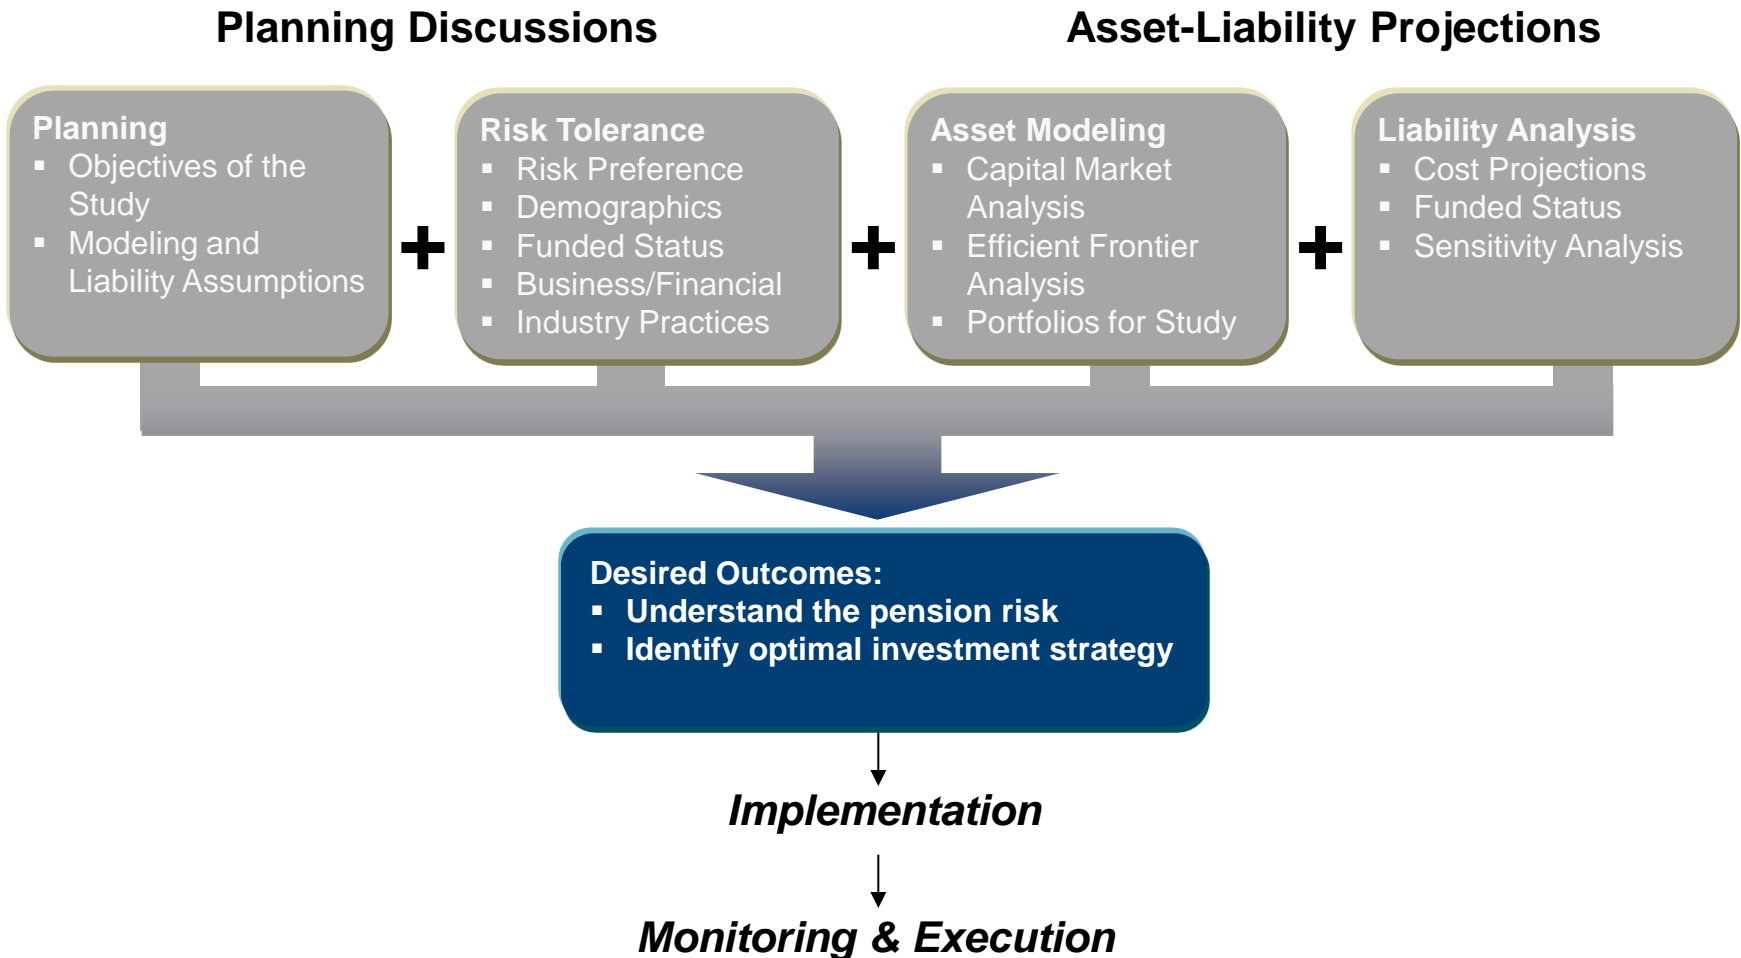 Planning Discussions
Asset-Liability Projections
Planning
▪ Objectives of the
Study
▪ Modeling and
Liability Assumptions
+
Risk Tolerance
▪ Risk Preference
▪ Demographics
▪ Funded Status
▪ Business/Financial
▪ Industry Practices
+
Asset Modeling
▪ Capital Market
Analysis
▪ Efficient Frontier
Analysis
▪ Portfolios for Study
+
Liability Analysis
▪ Cost Projections
▪ Funded Status
▪ Sensitivity Analysis
Desired Outcomes:
▪ Understand the pension risk
▪ Identify optimal investment strategy
Implementation
Monitoring & Execution